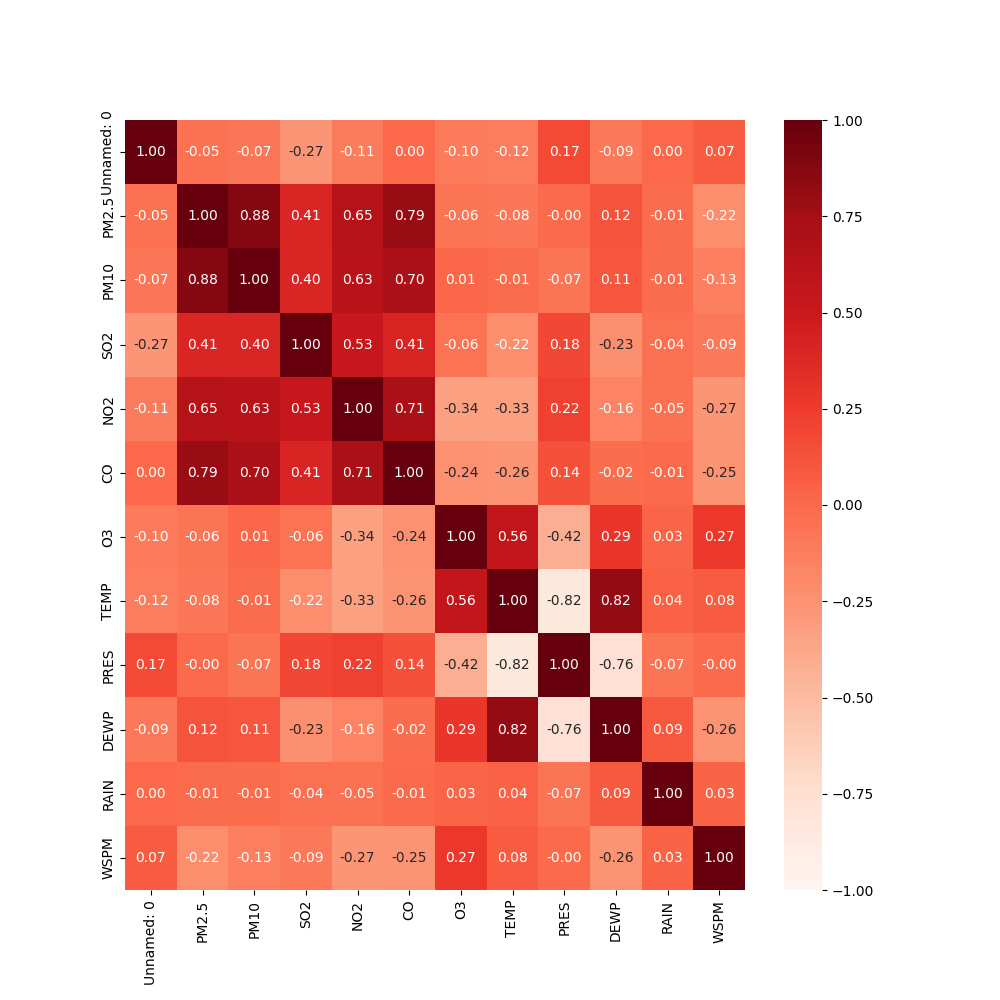 Unnamed: 0 1.00 -0.05 -0.07 -0.27 -0.11 0.00 -0.10 -0.12 0.17 -0.09 0.00 0.07
PM2.5 -0.05 1.00 0.88 0.41 0.65 0.79 -0.06 -0.08 -0.00 0.12 -0.01 -0.22
PM10 -0.07 0.88 1.00 0.40 0.63 0.70 0.01 -0.01 -0.07 0.11 -0.01 -0.13
SO2 -0.27 0.41 0.40 1.00 0.53 0.41 -0.06 -0.22 0.18 -0.23 -0.04 -0.09
NO2 -0.11 0.65 0.63 0.53 1.00 0.71 -0.34 -0.33 0.22 -0.16 -0.05 -0.27
CO 0.00 0.79 0.70 0.41 0.71 1.00 -0.24 -0.26 0.14 -0.02 -0.01 -0.25
O3 -0.10 -0.06 0.01 -0.06 -0.34 -0.24 1.00 0.56 -0.42 0.29 0.03 0.27
TEMP -0.12 -0.08 -0.01 -0.22 -0.33 -0.26 0.56 1.00 -0.82 0.82 0.04 0.08
PRES 0.17 -0.00 -0.07 0.18 0.22 0.14 -0.42 -0.82 1.00 -0.76 -0.07 -0.00
DEWP -0.09 0.12 0.11 -0.23 -0.16 -0.02 0.29 0.82 -0.76 1.00 0.09 -0.26
RAIN 0.00 -0.01 -0.01 -0.04 -0.05 -0.01 0.03 0.04 -0.07 0.09 1.00 0.03
WSPM 0.07 -0.22 -0.13 -0.09 -0.27 -0.25 0.27 0.08 -0.00 -0.26 0.03 1.00
Unnamed: 0 PM2.5 PM10 SO2 NO2 CO O3 TEMP PRES DEWP RAIN WSPM
1.00
0.75
0.50
0.25
0.00
−0.25
−0.50
−0.75
−1.00